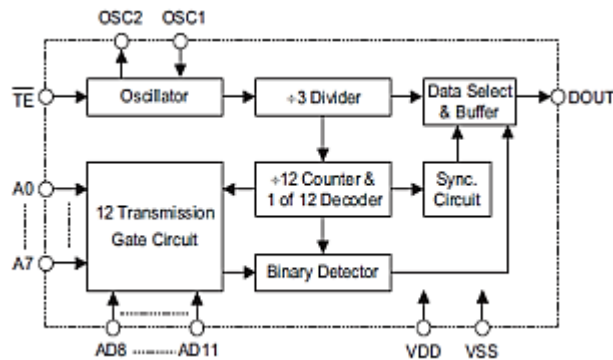 OSC2 OSC1
TE
Oscillator
÷3 Divider
Data Select
& Buffer
DOUT
A0
A7
12 Transmission
Gate Circuit
÷12 Counter &
1 of 12 Decoder
Sync.
Circuit
Binary Detector
AD8 AD11
VDD VSS